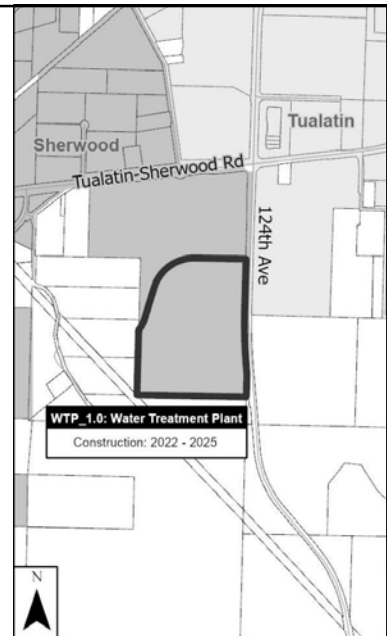 Tualatin
Sherwood
Tualatin-Sherwood Rd
124th Ave
WTP_1.0: Water Treatment Plant
Construction: 2022 - 2025
N